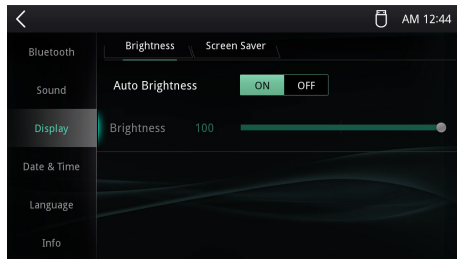 AM 12:44
Bluetooth
Brightness Screen Saver
Sound
Auto Brightness ON OFF
Display
Brightness 100
Date & Time
Language
Info